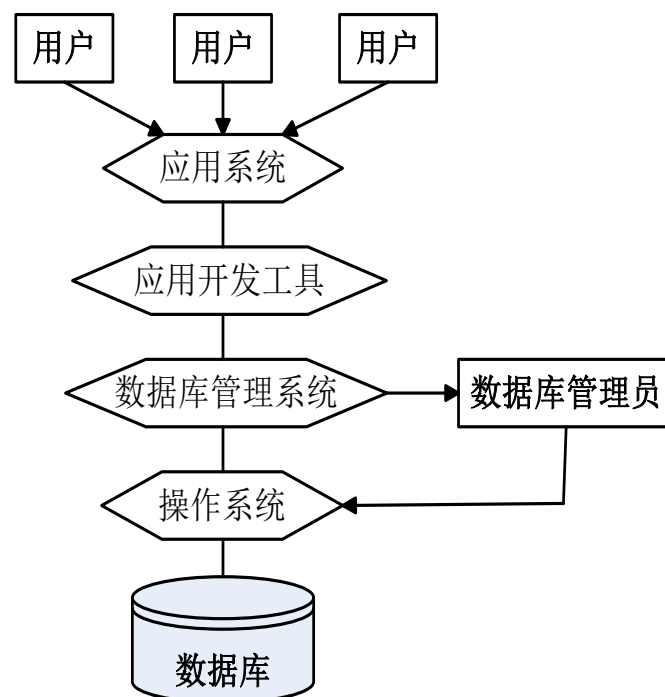 用户
用户
用户
应用系统
应用开发工具
数据库管理系统
数据库管理员
操作系统
数据库